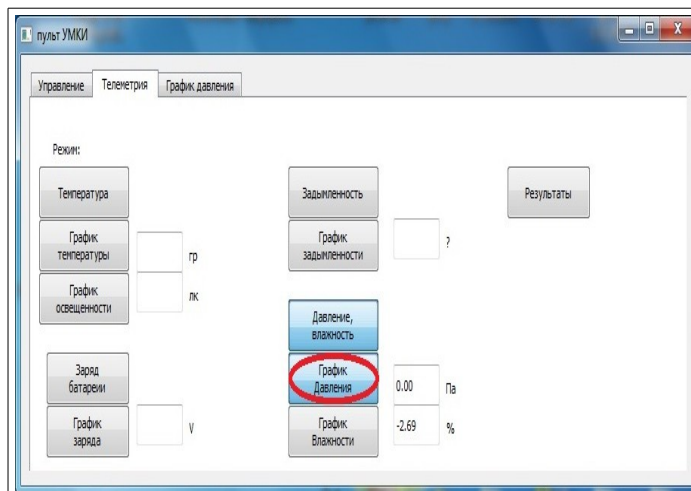 пульт УМКИ
Управление Телеметрия График давления
Режим:
Температура
График
температуры
гр
График
освещенности
лк
Заряд
батареи
График
заряда
V
Задымленность
График
задымленности
?
Давление,
влажность
График
Давления
0.00
Па
График
Влажности
-2.69
%
Результаты